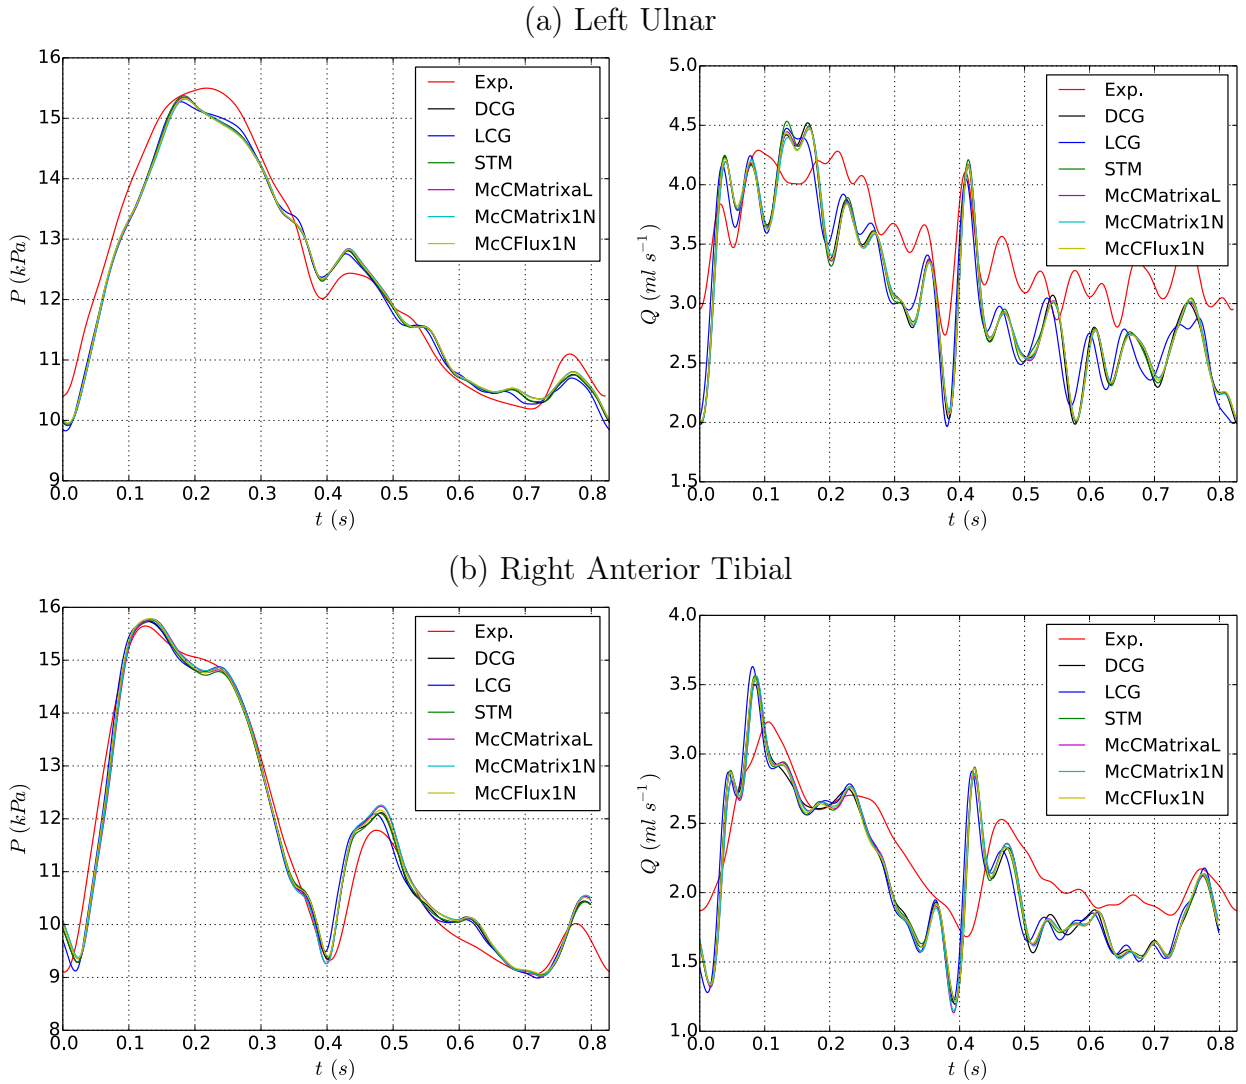 (a) Left Ulnar
16
15
14
13
12
11
10
9
0.0 0.1 0.2 0.3 0.4 0.5 0.6 0.7 0.8
t (s)
P (kPa)
Exp.
DCG
LCG
STM
McCMatrixaL
McCMatrix1N
McCFlux1N
5.0
4.5
4.0
3.5
3.0
2.5
2.0
1.5
0.0 0.1 0.2 0.3 0.4 0.5 0.6 0.7 0.8
t (s)
Q (ml s⁻¹)
Exp.
DCG
LCG
STM
McCMatrixaL
McCMatrix1N
McCFlux1N
(b) Right Anterior Tibial
16
15
14
13
12
11
10
9
8
0.0 0.1 0.2 0.3 0.4 0.5 0.6 0.7 0.8
t (s)
P (kPa)
Exp.
DCG
LCG
STM
McCMatrixaL
McCMatrix1N
McCFlux1N
4.0
3.5
3.0
2.5
2.0
1.5
1.0
0.0 0.1 0.2 0.3 0.4 0.5 0.6 0.7 0.8
t (s)
Q (ml s⁻¹)
Exp.
DCG
LCG
STM
McCMatrixaL
McCMatrix1N
McCFlux1N